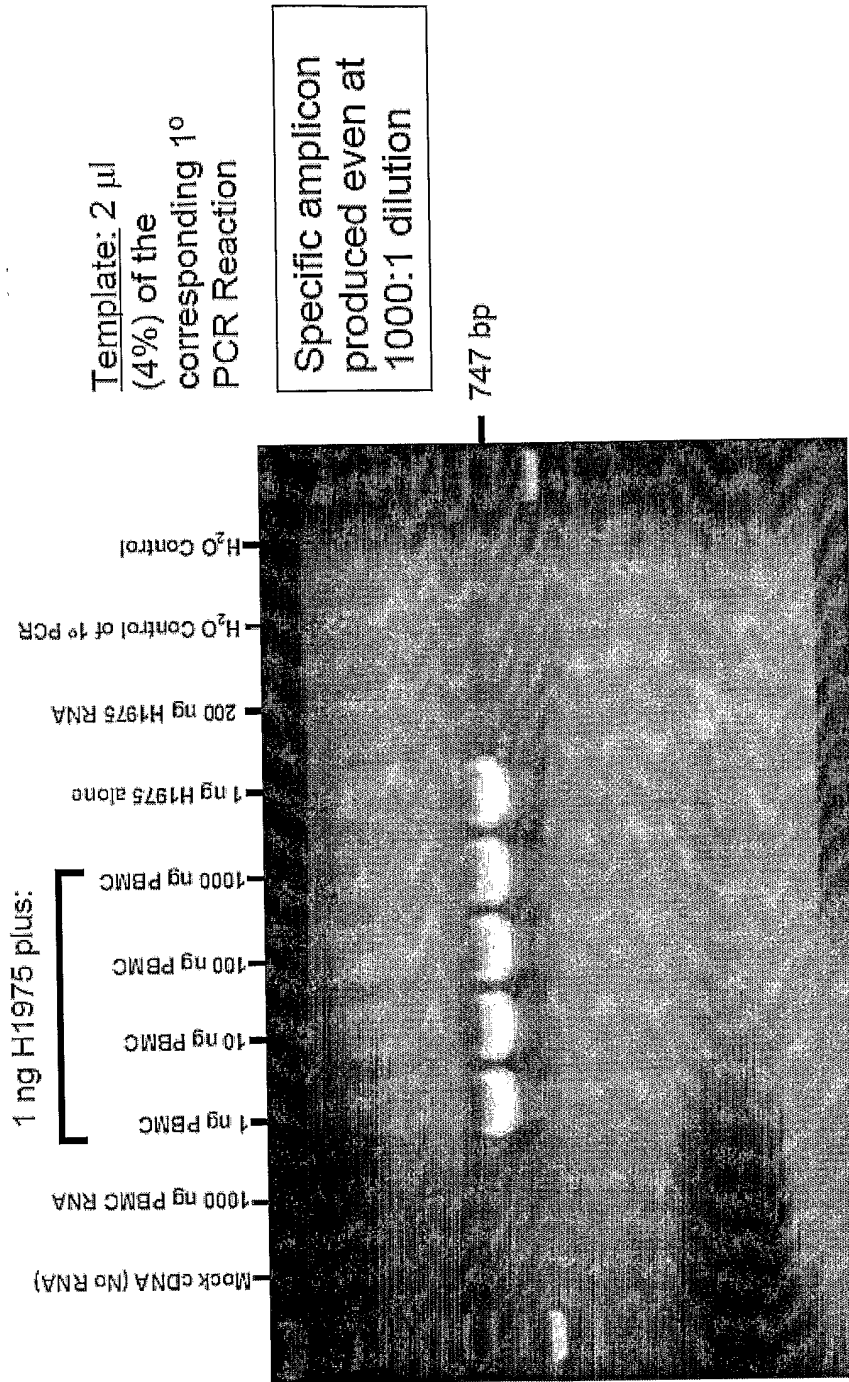 Template: 2 µl
(4%) of the
corresponding 1º
PCR Reaction
Specific amplicon
produced even at
1000:1 dilution
747 bp
1 ng H1975 plus:
Mock cDNA (No RNA)
1000 ng PBMC RNA
1 ng PBMC
10 ng PBMC
100 ng PBMC
1000 ng PBMC
1 ng H1975 alone
200 ng H1975 RNA
H₂O Control of 1º PCR
H₂O Control